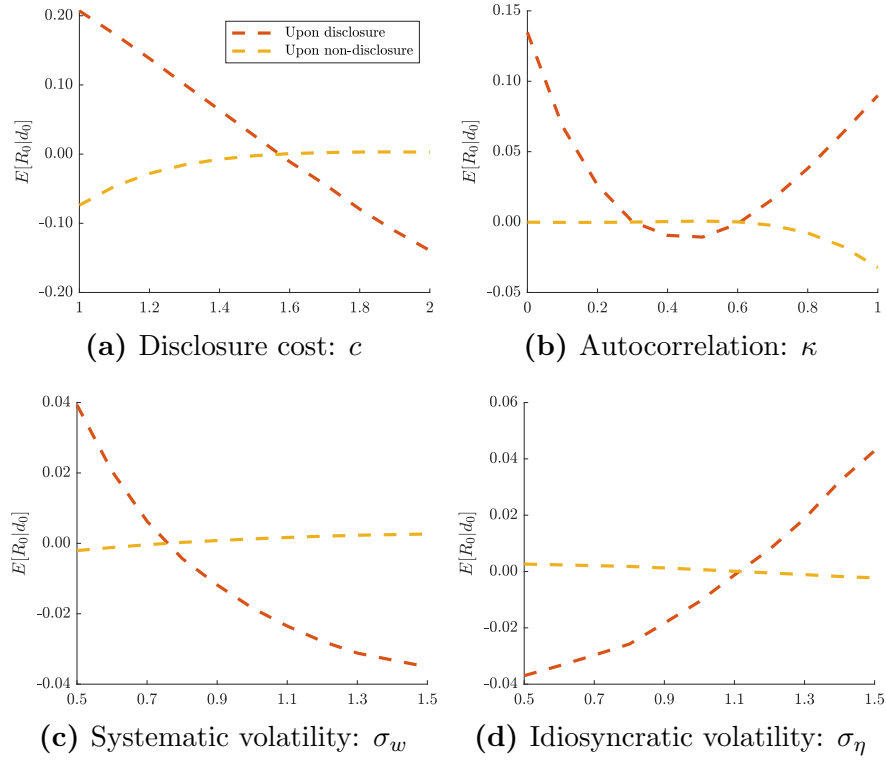 0.20
0.10
0.00
-0.10
-0.20
E[R₀|d₀]
Upon disclosure
Upon non-disclosure
1 1.2 1.4 1.6 1.8 2
(a) Disclosure cost: c
0.15
0.10
0.05
0.00
-0.05
E[R₀|d₀]
0 0.2 0.4 0.6 0.8 1
(b) Autocorrelation: κ
0.04
0.02
0.00
-0.02
-0.04
E[R₀|d₀]
0.5 0.7 0.9 1.1 1.3 1.5
(c) Systematic volatility: σ_w
0.06
0.04
0.02
0.00
-0.02
-0.04
E[R₀|d₀]
0.5 0.7 0.9 1.1 1.3 1.5
(d) Idiosyncratic volatility: σ_η